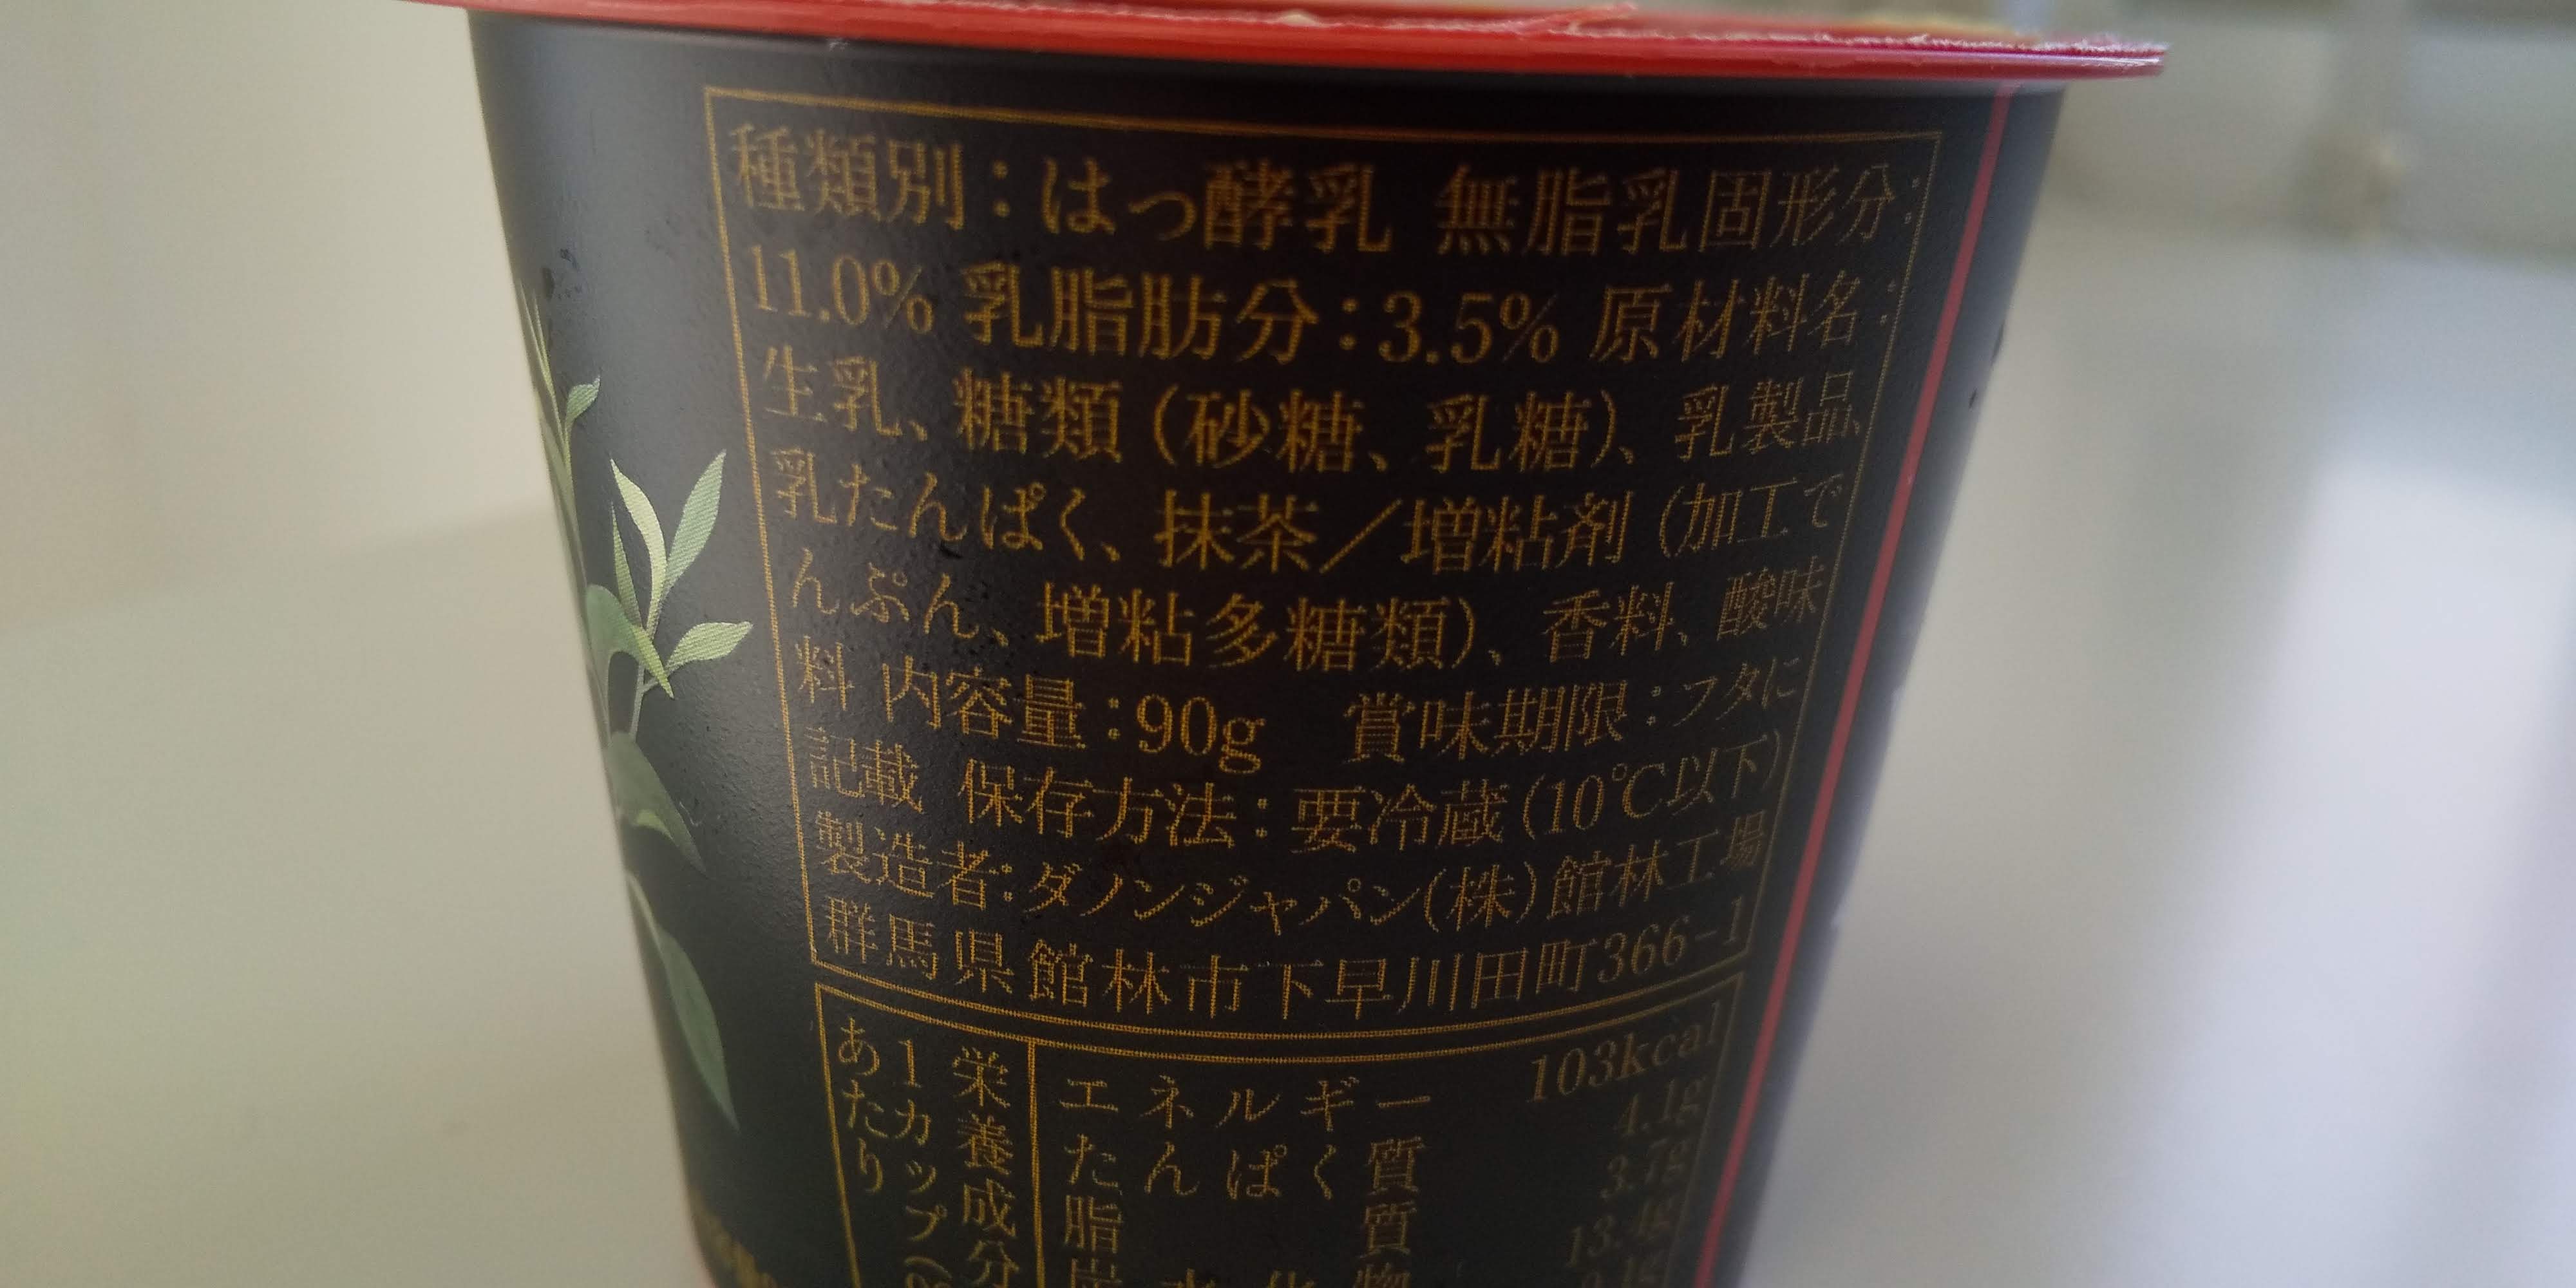 種類別：はっ酵乳 無脂乳固形分：
11.0% 乳脂肪分：3.5% 原材料名：
生乳、糖類（砂糖、乳糖）、乳製品、
乳たんぱく、抹茶／増粘剤（加工で
んぷん、増粘多糖類）、香料、酸味
料 内容量：90g 賞味期限：フタに
記載 保存方法：要冷蔵(10℃以下)
製造者：ダノンジャパン(株)館林工場
群馬県館林市下早川田町366-1
栄養成分
1カップ
あたり
エネルギー 103kcal
たんぱく質 4.1g
脂質 3.7g
13.4g